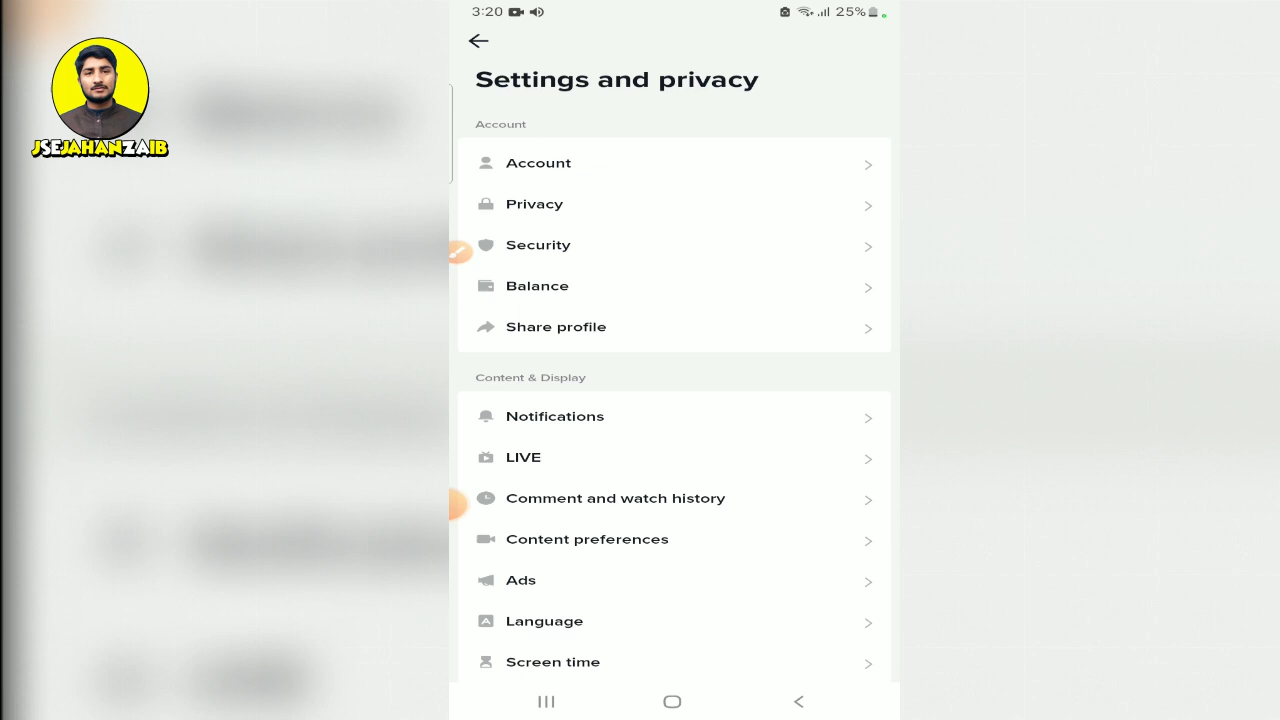 3:20
25%
JSEJAHANZAIB
Settings and privacy
Account
Account
Privacy
Security
Balance
Share profile
Content & Display
Notifications
LIVE
Comment and watch history
Content preferences
Ads
A
Language
Screen time